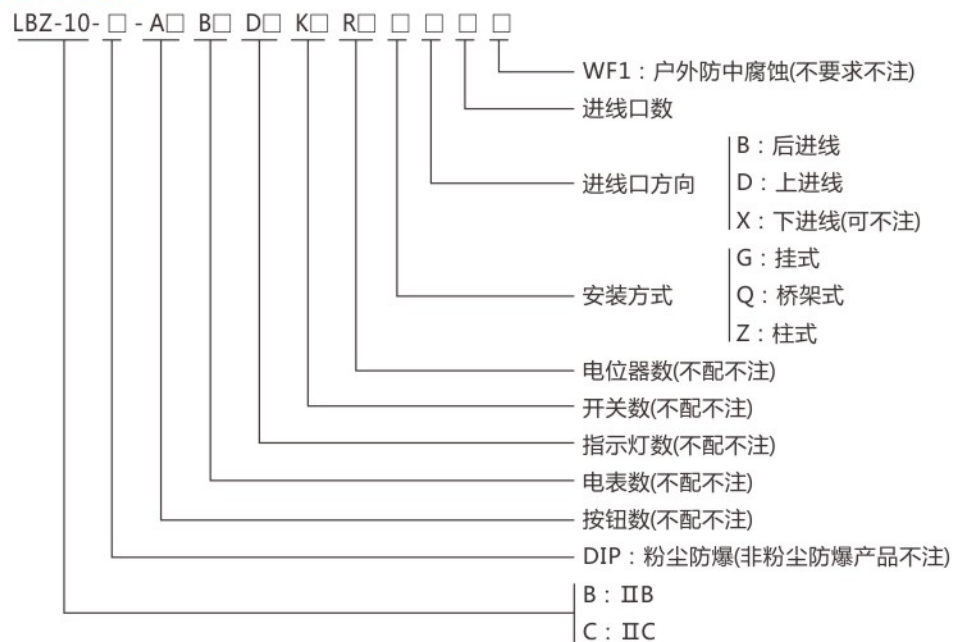 LBZ-10-□ - A□ B□ D□ K□ R□ □ □ □ □
WF1：户外防中腐蚀(不要求不注)
进线口数
B：后进线
进线口方向 D：上进线
X：下进线(可不注)
G：挂式
安装方式 Q：桥架式
Z：柱式
电位器数(不配不注)
开关数(不配不注)
指示灯数(不配不注)
电表数(不配不注)
按钮数(不配不注)
DIP：粉尘防爆(非粉尘防爆产品不注)
B：ⅡB
C：ⅡC